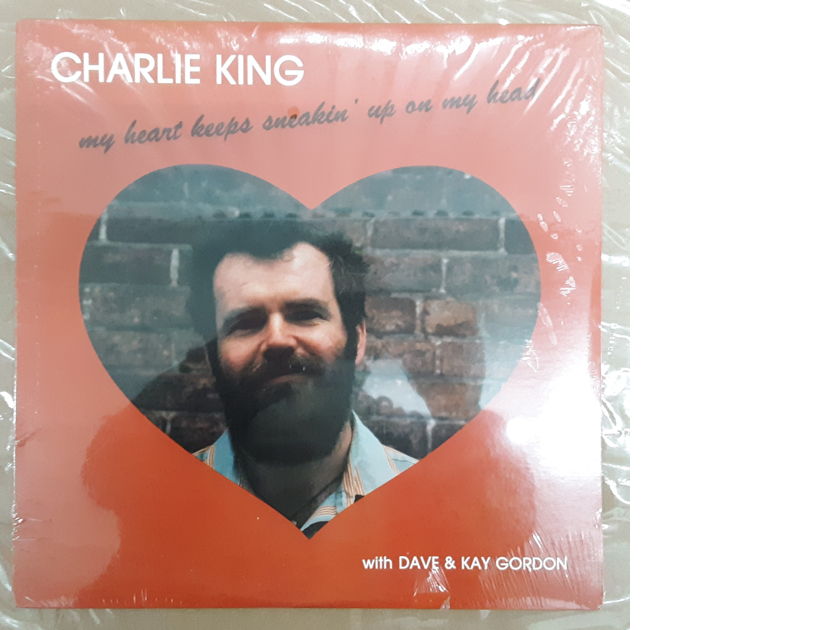 CHARLIE KING
my heart keeps sneakin' up on my head
with DAVE & KAY GORDON